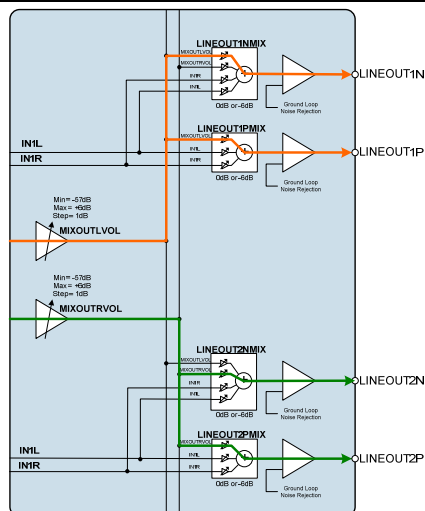 LINEOUT1NMIX
MIXOUTLVOL
MIXOUTRVOL
IN1R
IN1L
LINEOUT1N
0dB or -6dB
Ground Loop
Noise Rejection
LINEOUT1PMIX
MIXOUTLVOL
IN1L
IN1R
LINEOUT1P
0dB or -6dB
Ground Loop
Noise Rejection
IN1L
IN1R
Min = -57dB
Max = +6dB
Step = 1dB
MIXOUTLVOL
Min = -57dB
Max = +6dB
Step = 1dB
MIXOUTRVOL
LINEOUT2NMIX
MIXOUTLVOL
MIXOUTRVOL
IN1R
IN1L
LINEOUT2N
0dB or -6dB
Ground Loop
Noise Rejection
LINEOUT2PMIX
MIXOUTRVOL
IN1L
IN1R
LINEOUT2P
0dB or -6dB
Ground Loop
Noise Rejection
IN1L
IN1R